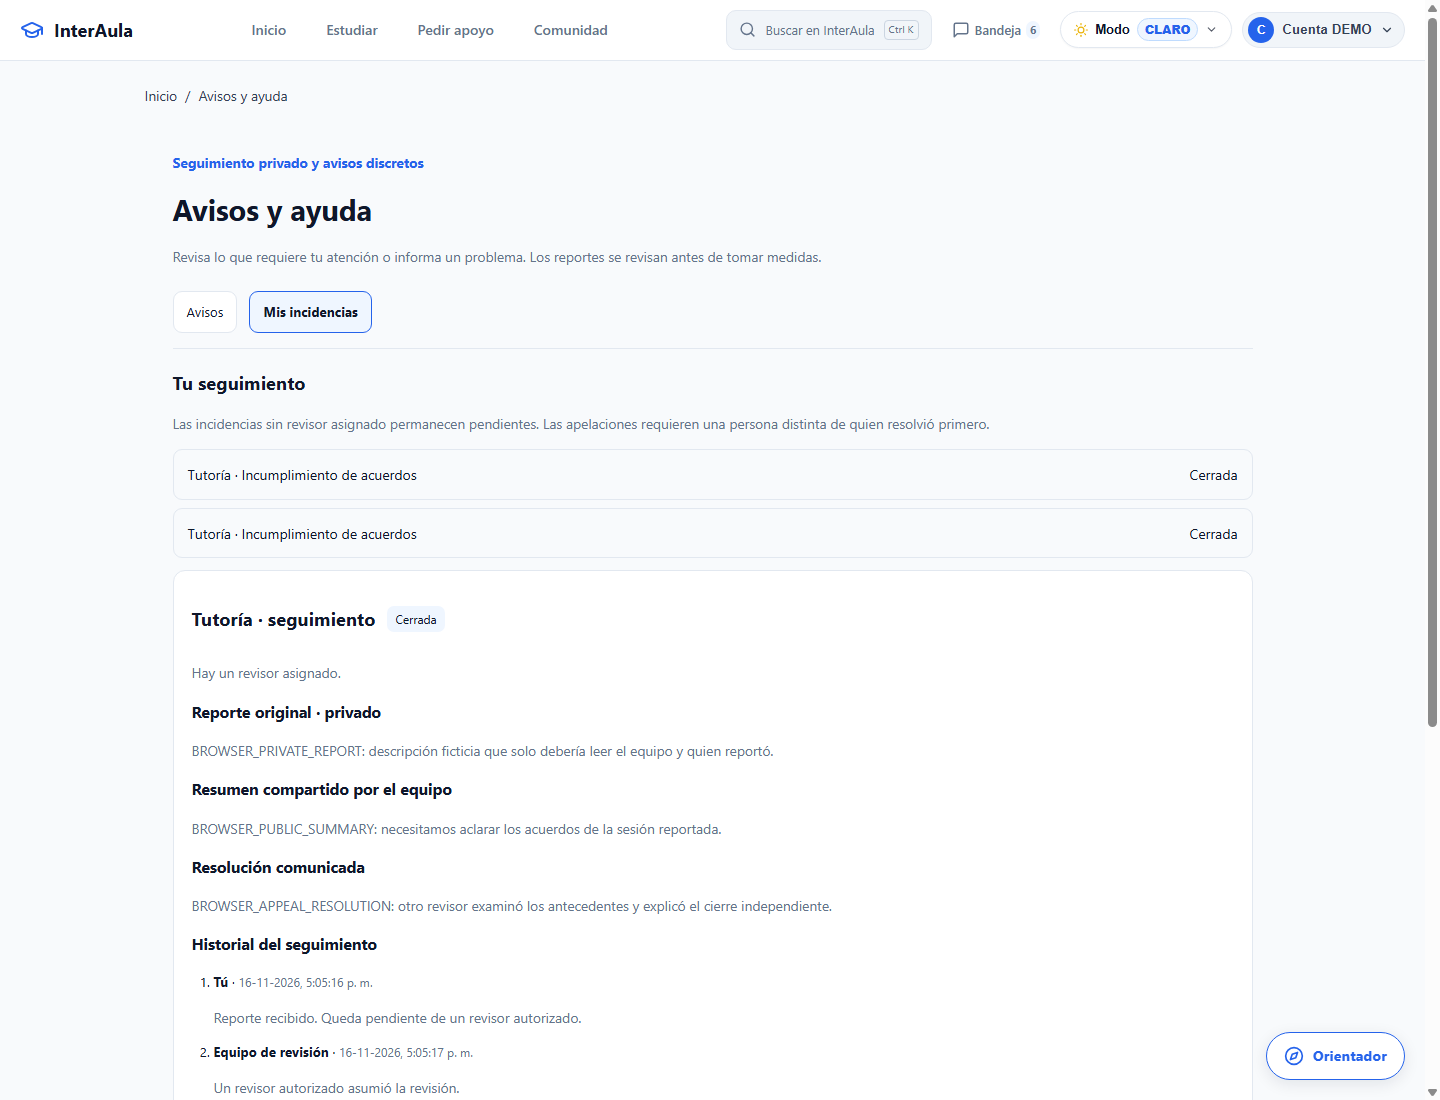 InterAula
Inicio
Estudiar
Pedir apoyo
Comunidad
Buscar en InterAula
Ctrl K
Bandeja 6
Modo CLARO
C Cuenta DEMO
Inicio / Avisos y ayuda
Seguimiento privado y avisos discretos
Avisos y ayuda
Revisa lo que requiere tu atención o informa un problema. Los reportes se revisan antes de tomar medidas.
Avisos
Mis incidencias
Tu seguimiento
Las incidencias sin revisor asignado permanecen pendientes. Las apelaciones requieren una persona distinta de quien resolvió primero.
Tutoría · Incumplimiento de acuerdos Cerrada
Tutoría · Incumplimiento de acuerdos Cerrada
Tutoría · seguimiento Cerrada
Hay un revisor asignado.
Reporte original · privado
BROWSER_PRIVATE_REPORT: descripción ficticia que solo debería leer el equipo y quien reportó.
Resumen compartido por el equipo
BROWSER_PUBLIC_SUMMARY: necesitamos aclarar los acuerdos de la sesión reportada.
Resolución comunicada
BROWSER_APPEAL_RESOLUTION: otro revisor examinó los antecedentes y explicó el cierre independiente.
Historial del seguimiento
1. Tú · 16-11-2026, 5:05:16 p. m.
Reporte recibido. Queda pendiente de un revisor autorizado.
2. Equipo de revisión · 16-11-2026, 5:05:17 p. m.
Un revisor autorizado asumió la revisión.
Orientador